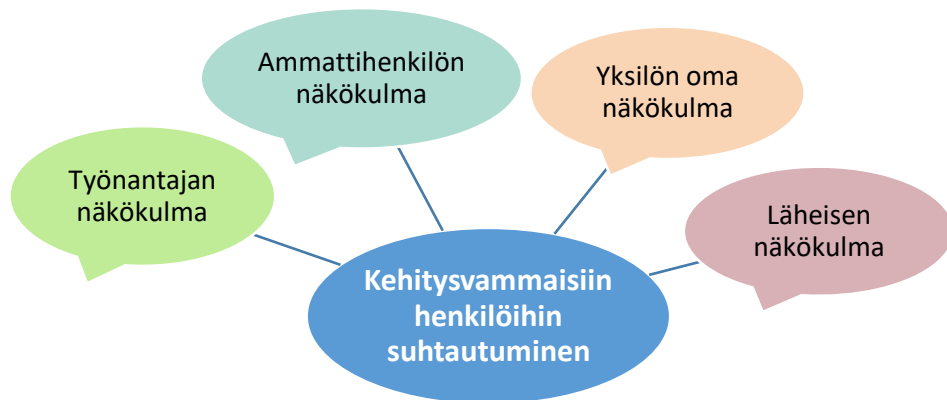 Ammattihenkilön
näkökulma
Yksilön oma
näkökulma
Työnantajan
näkökulma
Läheisen
näkökulma
Kehitysvammaisiin
henkilöihin
suhtautuminen